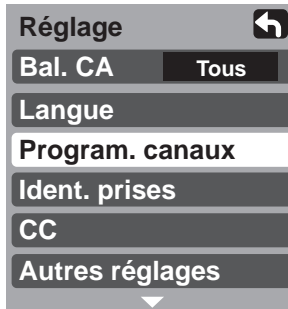 Réglage
Bal. CA Tous
Langue
Program. canaux
Ident. prises
CC
Autres réglages